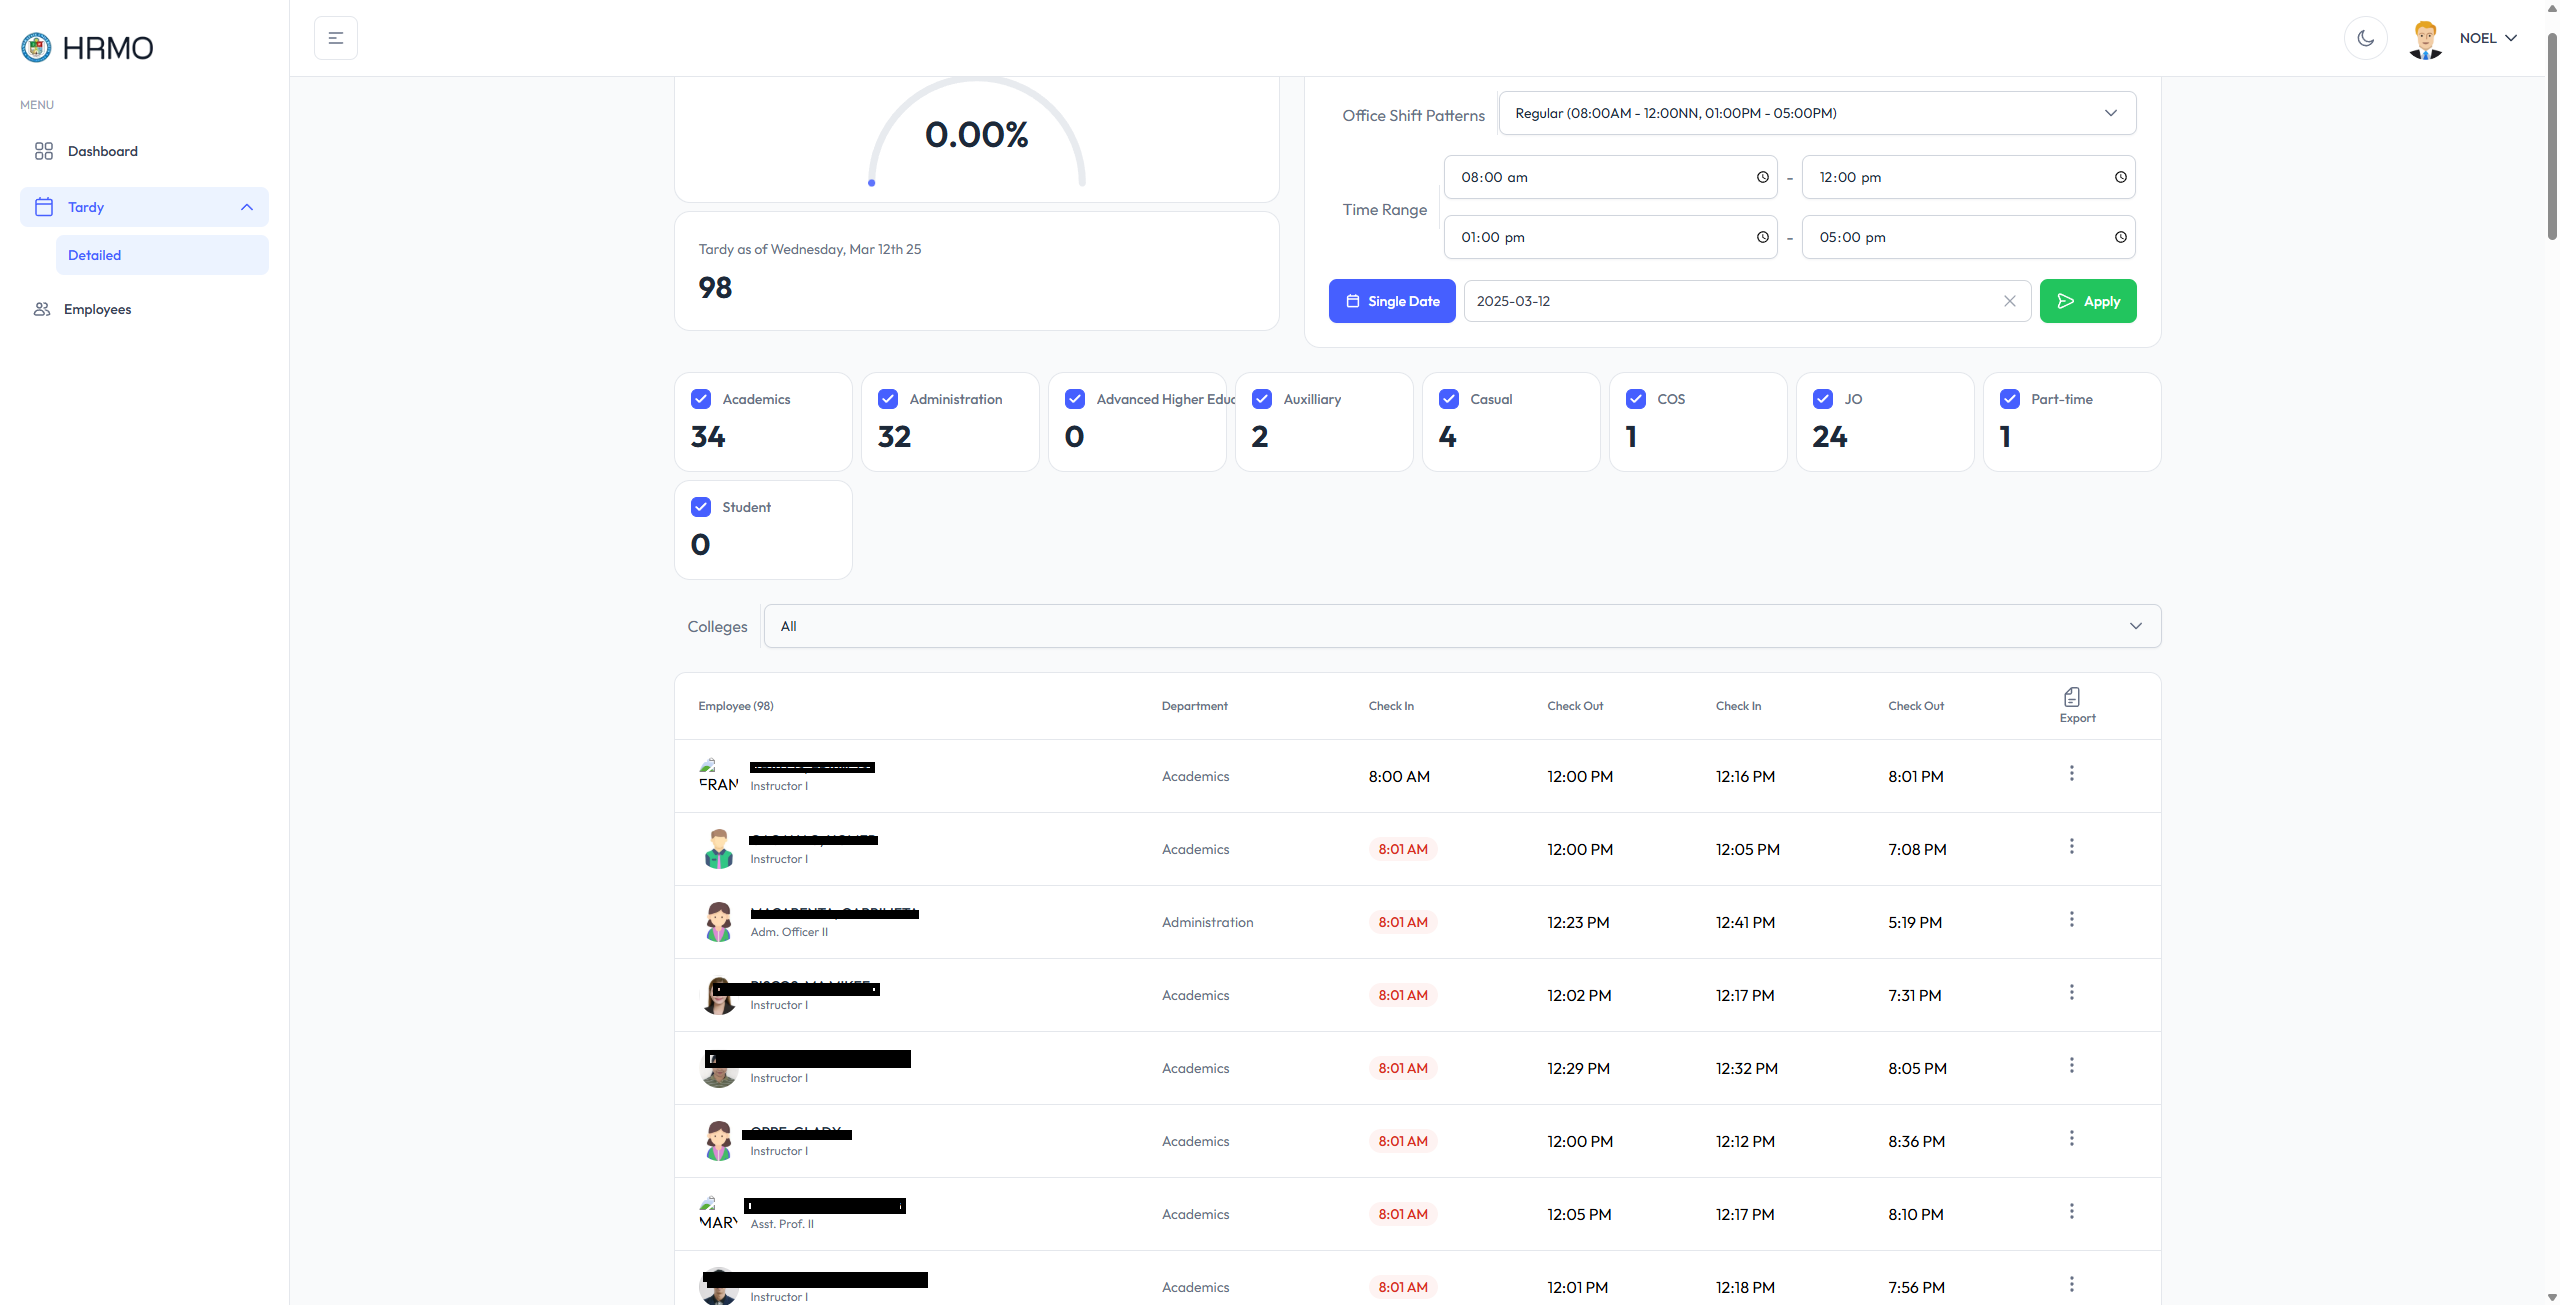 HRMO
NOEL
MENU
Dashboard
Tardy
Detailed
Employees
0.00%
Tardy as of Wednesday, Mar 12th 25
98
Office Shift Patterns
Regular (08:00AM - 12:00NN, 01:00PM - 05:00PM)
Time Range
08:00 am - 12:00 pm
01:00 pm - 05:00 pm
Single Date 2025-03-12 Apply
Academics Administration Advanced Higher Educ Auxilliary Casual COS JO Part-time
34 32 0 2 4 1 24 1
Student
0
Colleges All
Employee (98) Department Check In Check Out Check In Check Out Export
FRAN Instructor I Academics 8:00 AM 12:00 PM 12:16 PM 8:01 PM
Instructor I Academics 8:01 AM 12:00 PM 12:05 PM 7:08 PM
Adm. Officer II Administration 8:01 AM 12:23 PM 12:41 PM 5:19 PM
Instructor I Academics 8:01 AM 12:02 PM 12:17 PM 7:31 PM
Instructor I Academics 8:01 AM 12:29 PM 12:32 PM 8:05 PM
Instructor I Academics 8:01 AM 12:00 PM 12:12 PM 8:36 PM
MARY Asst. Prof. II Academics 8:01 AM 12:05 PM 12:17 PM 8:10 PM
Instructor I Academics 8:01 AM 12:01 PM 12:18 PM 7:56 PM